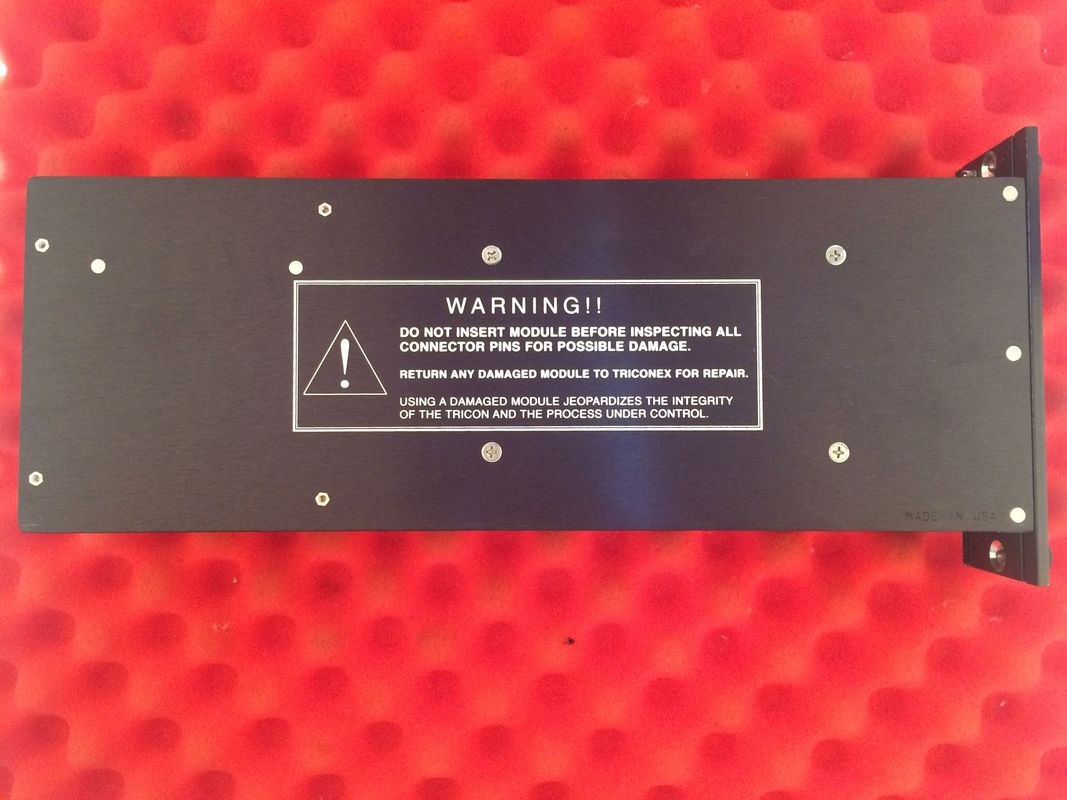 WARNING!!
DO NOT INSERT MODULE BEFORE INSPECTING ALL
CONNECTOR PINS FOR POSSIBLE DAMAGE.
RETURN ANY DAMAGED MODULE TO TRICONEX FOR REPAIR.
USING A DAMAGED MODULE JEOPARDIZES THE INTEGRITY
OF THE TRICON AND THE PROCESS UNDER CONTROL.
MADE IN USA